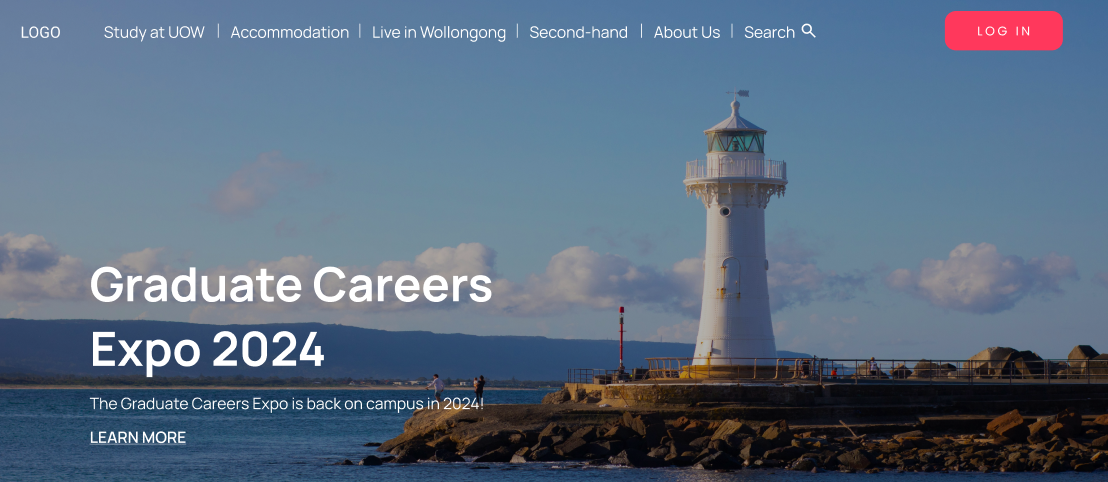 LOGO Study at UOW | Accommodation | Live in Wollongong | Second-hand | About Us | Search LOG IN
Graduate Careers
Expo 2024
The Graduate Careers Expo is back on campus in 2024!
LEARN MORE